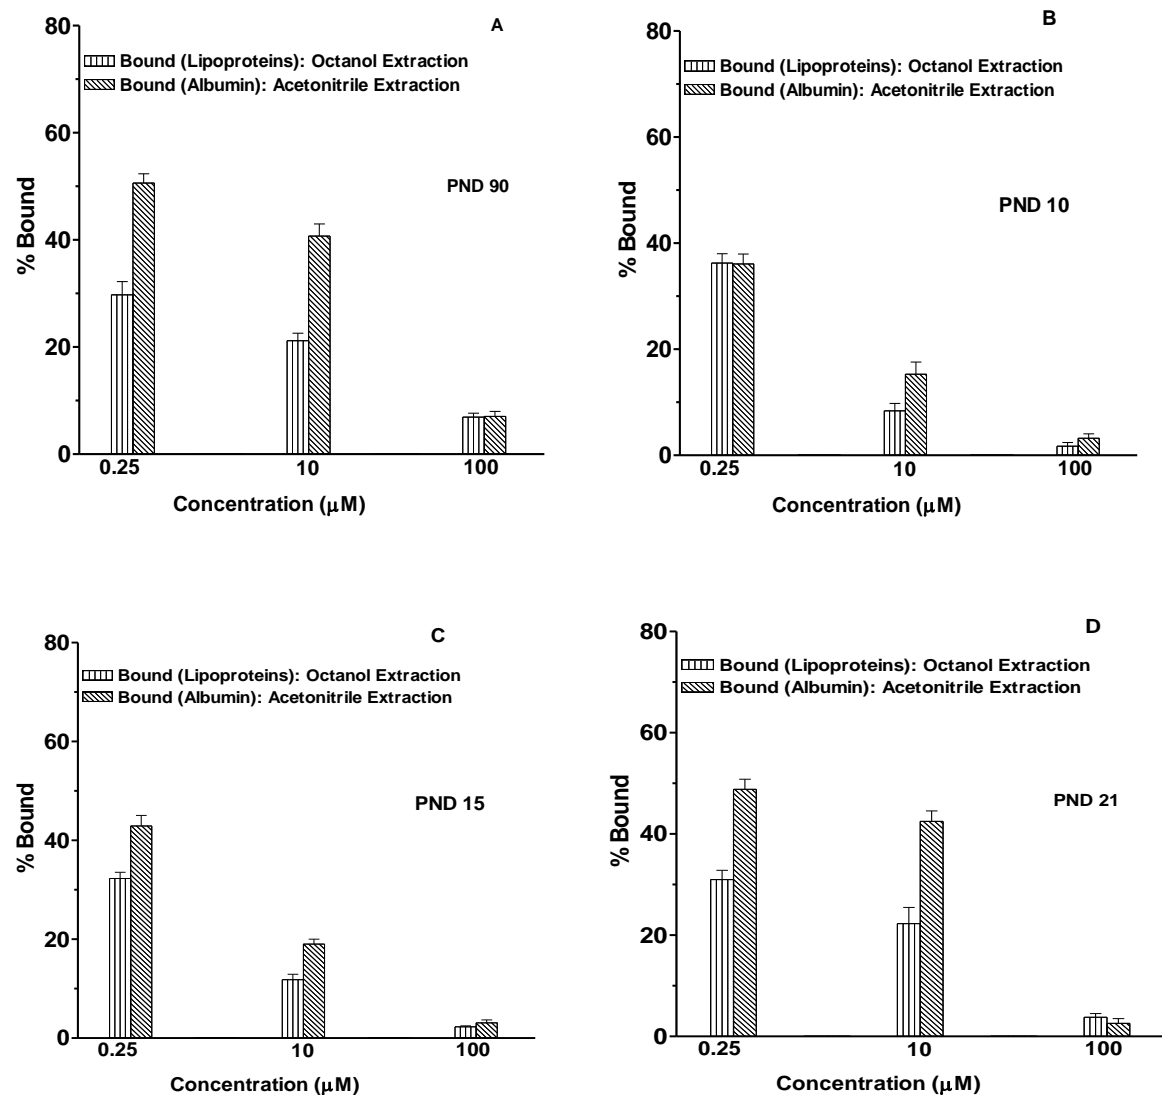 A
80
Bound (Lipoproteins): Octanol Extraction
Bound (Albumin): Acetonitrile Extraction
60
PND 90
40
20
0
% Bound
0.25 10 100
Concentration (μM)
B
80
Bound (Lipoproteins): Octanol Extraction
Bound (Albumin): Acetonitrile Extraction
60
PND 10
40
20
0
% Bound
0.25 10 100
Concentration (μM)
C
80
Bound (Lipoproteins): Octanol Extraction
Bound (Albumin): Acetonitrile Extraction
60
PND 15
40
20
0
% Bound
0.25 10 100
Concentration (μM)
D
80
Bound (Lipoproteins): Octanol Extraction
Bound (Albumin): Acetonitrile Extraction
60
PND 21
40
20
0
% Bound
0.25 10 100
Concentration (μM)